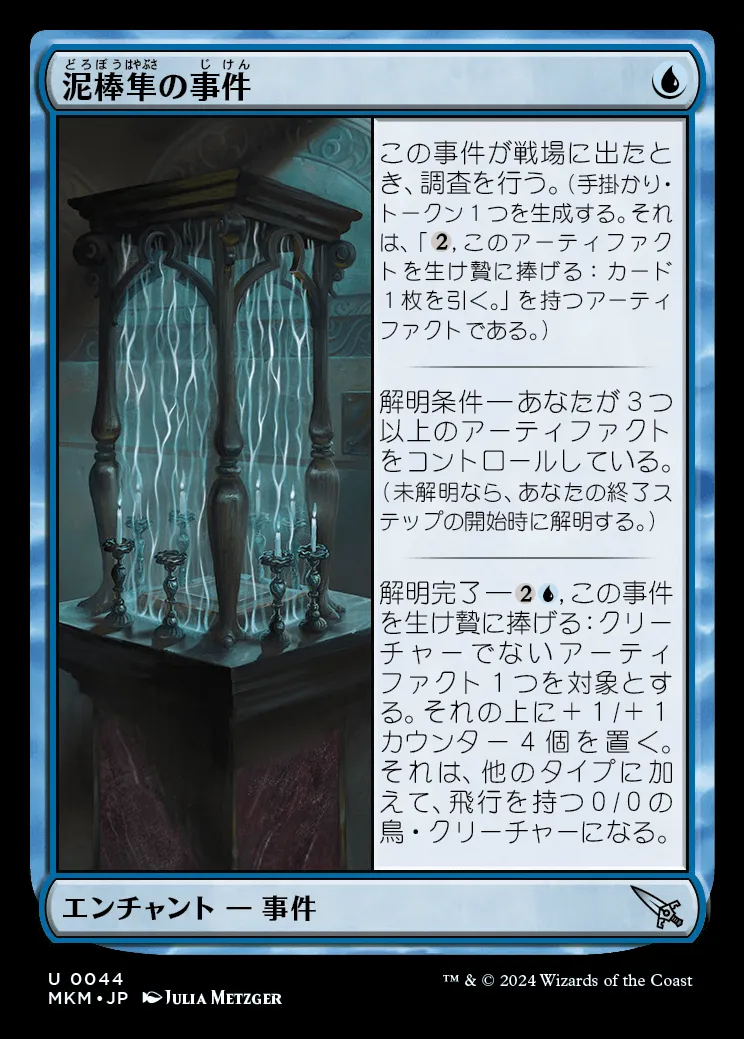 どろぼうはやぶさ じけん
泥棒隼の事件
この事件が戦場に出たと
き、調査を行う。(手掛かり・
トークン1つを生成する。それ
は、「2,このアーティファク
トを生け贄に捧げる:カード
1枚を引く。」を持つアーティ
ファクトである。)
解明条件―あなたが3つ
以上のアーティファクト
をコントロールしている。
(未解明なら、あなたの終了ス
テップの開始時に解明する。)
解明完了―2,この事件
を生け贄に捧げる:クリー
チャーでないアーティ
ファクト1つを対象とす
る。それの上に+1/+1
カウンター4個を置く。
それは、他のタイプに加
えて、飛行を持つ0/0の
鳥・クリーチャーになる。
エンチャント ― 事件
U 0044
MKM•JP JULIA METZGER
™ & © 2024 Wizards of the Coast